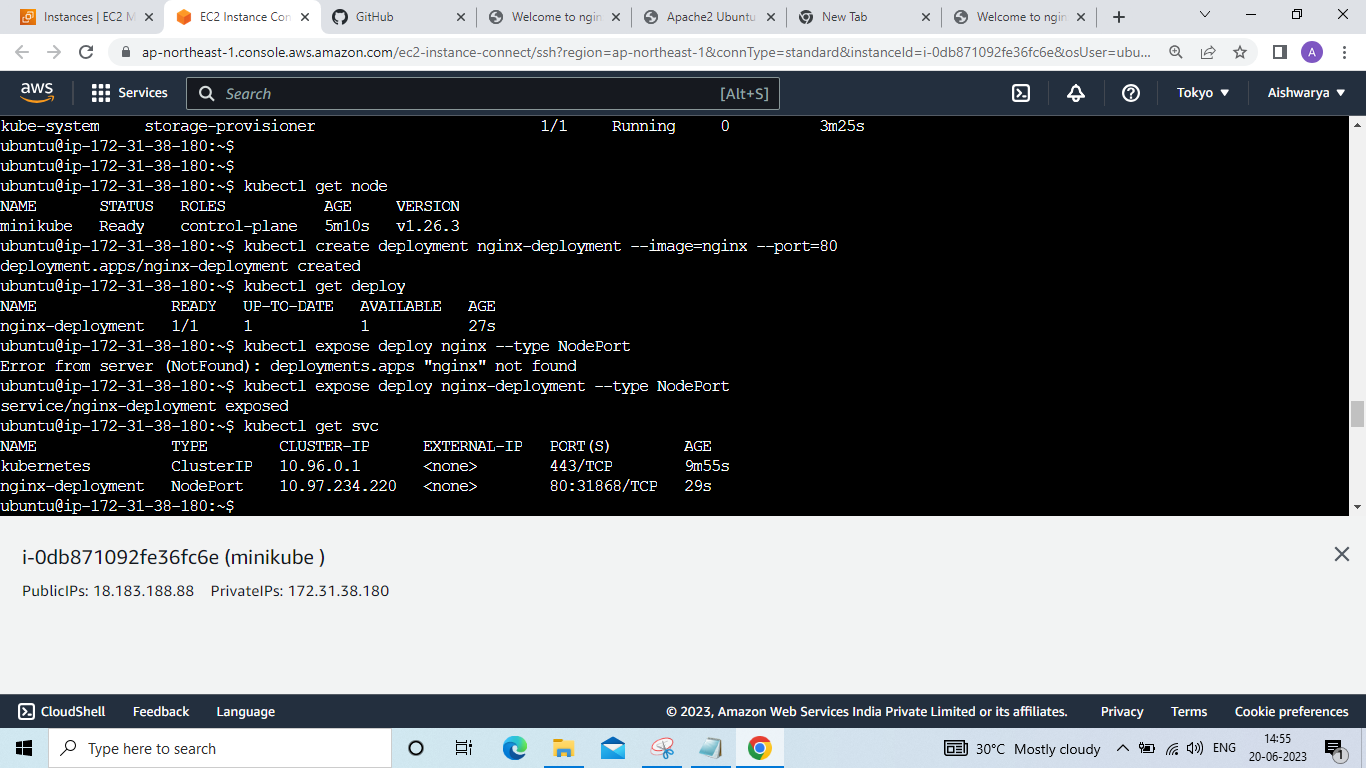 Instances | EC2 M
EC2 Instance Con
GitHub
Welcome to ngin
Apache2 Ubuntu
New Tab
Welcome to ngin
ap-northeast-1.console.aws.amazon.com/ec2-instance-connect/ssh?region=ap-northeast-1&connType=standard&instanceId=i-0db871092fe36fc6e&osUser=ubu...
A
aws
Services
Search
[Alt+S]
Tokyo
Aishwarya
kube-system storage-provisioner 1/1 Running 0 3m25s
ubuntu@ip-172-31-38-180:~$
ubuntu@ip-172-31-38-180:~$
ubuntu@ip-172-31-38-180:~$ kubectl get node
NAME STATUS ROLES AGE VERSION
minikube Ready control-plane 5m10s v1.26.3
ubuntu@ip-172-31-38-180:~$ kubectl create deployment nginx-deployment --image=nginx --port=80
deployment.apps/nginx-deployment created
ubuntu@ip-172-31-38-180:~$ kubectl get deploy
NAME READY UP-TO-DATE AVAILABLE AGE
nginx-deployment 1/1 1 1 27s
ubuntu@ip-172-31-38-180:~$ kubectl expose deploy nginx --type NodePort
Error from server (NotFound): deployments.apps "nginx" not found
ubuntu@ip-172-31-38-180:~$ kubectl expose deploy nginx-deployment --type NodePort
service/nginx-deployment exposed
ubuntu@ip-172-31-38-180:~$ kubectl get svc
NAME TYPE CLUSTER-IP EXTERNAL-IP PORT(S) AGE
kubernetes ClusterIP 10.96.0.1 <none> 443/TCP 9m55s
nginx-deployment NodePort 10.97.234.220 <none> 80:31868/TCP 29s
ubuntu@ip-172-31-38-180:~$
i-0db871092fe36fc6e (minikube )
PublicIPs: 18.183.188.88 PrivateIPs: 172.31.38.180
CloudShell Feedback Language
© 2023, Amazon Web Services India Private Limited or its affiliates. Privacy Terms Cookie preferences
Type here to search
30°C Mostly cloudy
ENG
14:55
20-06-2023
1